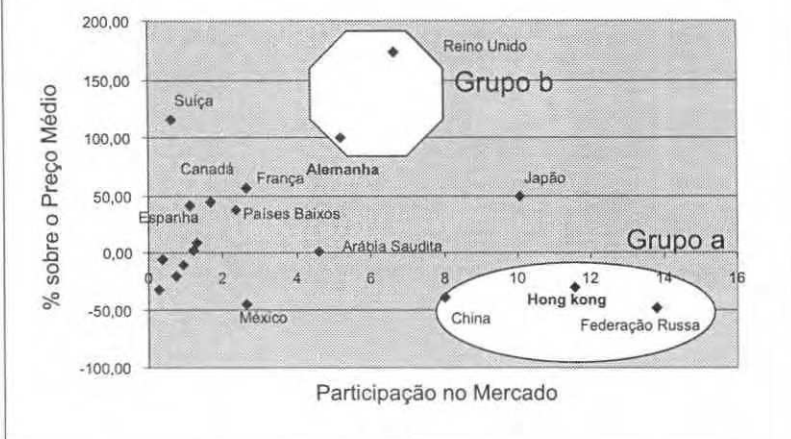 200,00
150,00
100,00
50,00
0,00
-50,00
-100,00
% sobre o Preço Médio
Reino Unido
Grupo b
Suíça
Canadá
França
Alemanha
Japão
Espanha
Países Baixos
Arábia Saudita
Grupo a
0 2 4 6 8 10 12 14 16
México
China
Hong kong
Federação Russa
Participação no Mercado